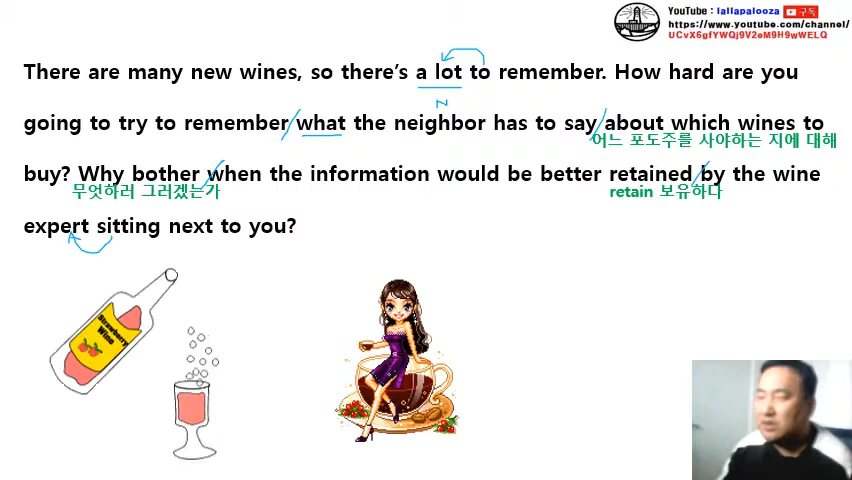 YouTube : lallapalooza 구독
https://www.youtube.com/channel/
UCvX6gfYWQj9V2eM9H9wWELQ
There are many new wines, so there's a lot to remember. How hard are you
N
going to try to remember what the neighbor has to say about which wines to
어느 포도주를 사야하는 지에 대해
buy? Why bother when the information would be better retained by the wine
무엇하러 그러겠는가
retain 보유하다
expert sitting next to you?
Strawberry
Wine